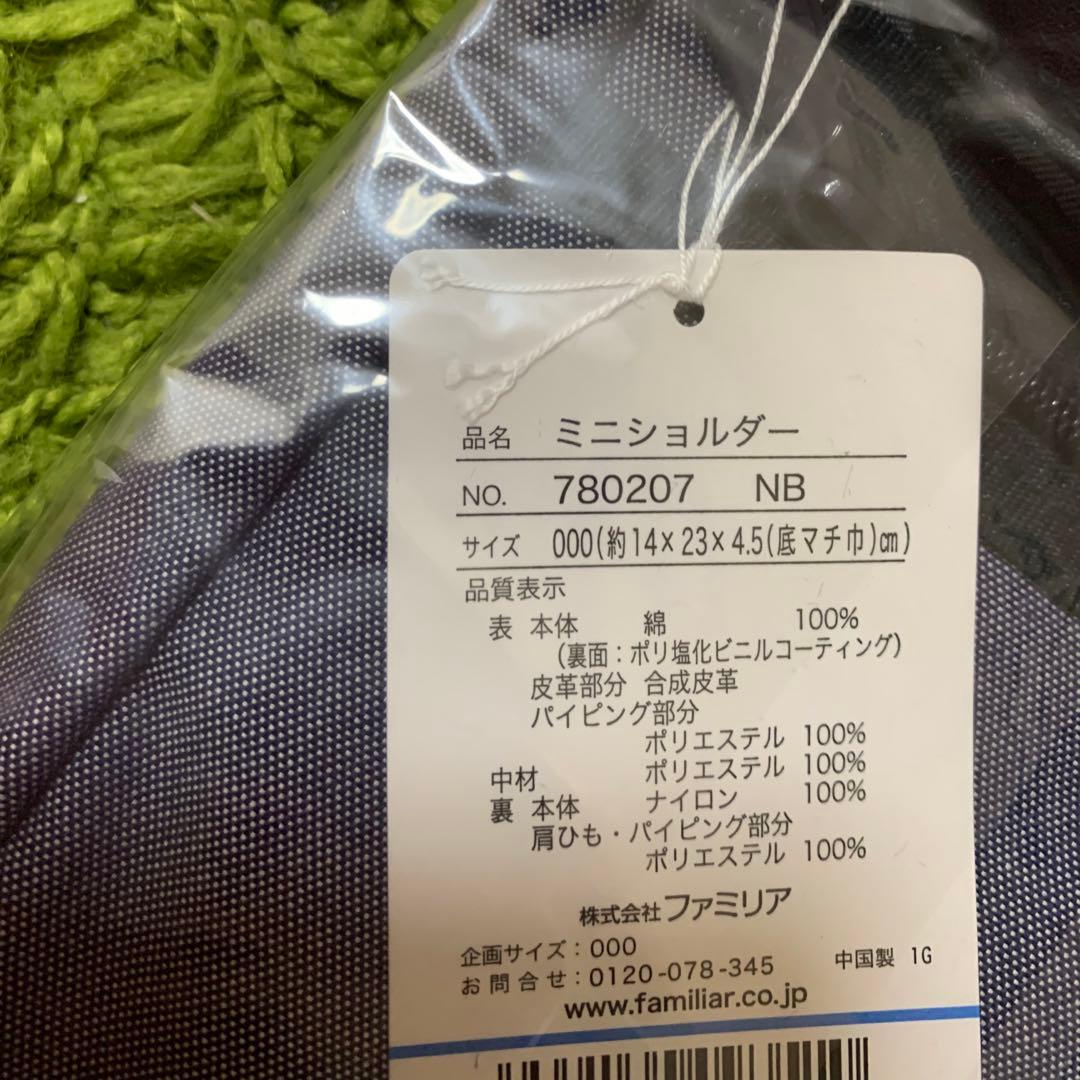 品名 ミニショルダー
NO. 780207 NB
サイズ 000(約14×23×4.5(底マチ巾)㎝)
品質表示
表 本体 綿 100%
(裏面:ポリ塩化ビニルコーティング)
皮革部分 合成皮革
パイピング部分
ポリエステル 100%
中材 ポリエステル 100%
裏 本体 ナイロン 100%
肩ひも・パイピング部分
ポリエステル 100%
株式会社ファミリア
企画サイズ:000
中国製 1G
お問合せ:0120-078-345
www.familiar.co.jp